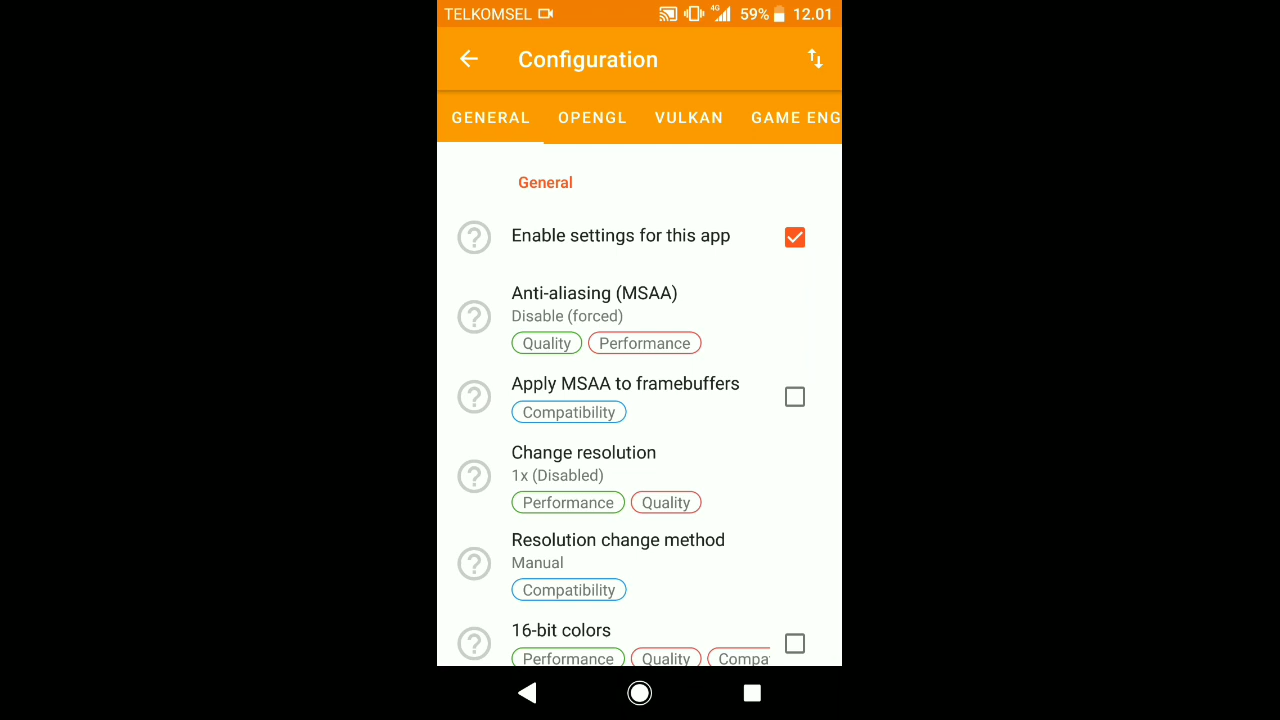 TELKOMSEL 4G 59% 12.01
Configuration
GENERAL OPENGL VULKAN GAME ENG
General
Enable settings for this app
Anti-aliasing (MSAA)
Disable (forced)
Quality Performance
Apply MSAA to framebuffers
Compatibility
Change resolution
1x (Disabled)
Performance Quality
Resolution change method
Manual
Compatibility
16-bit colors
Performance Quality Compa